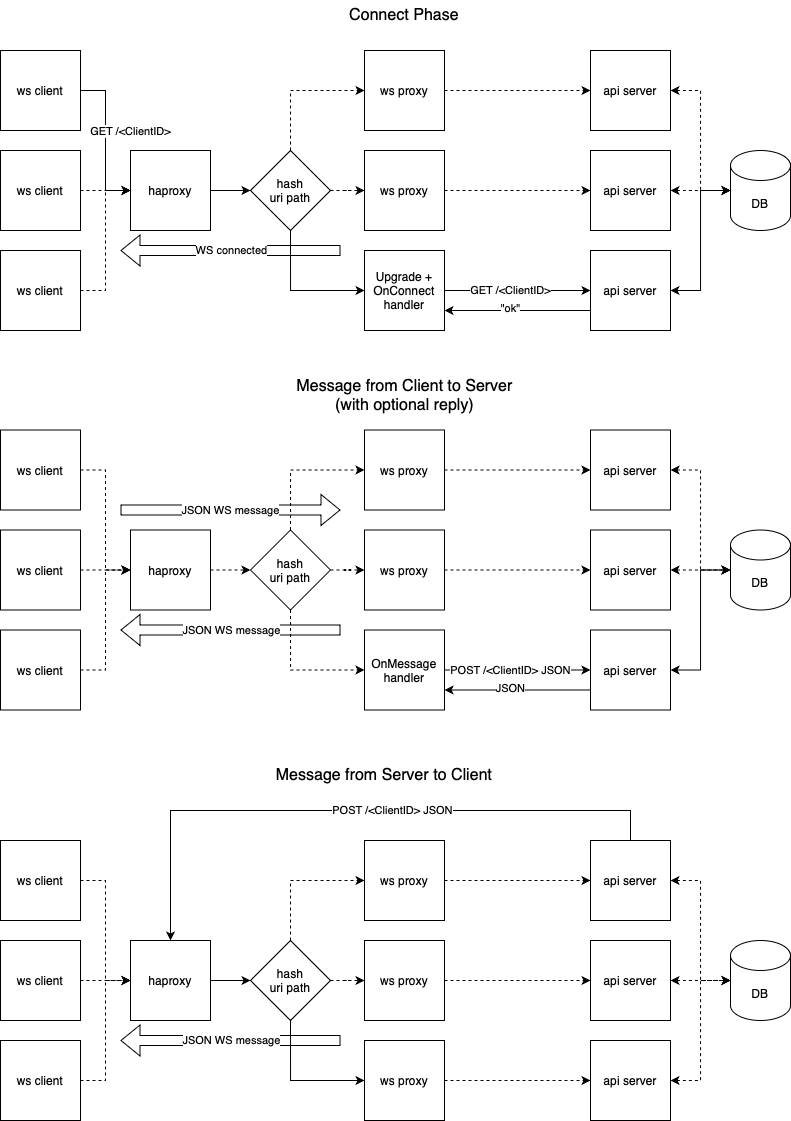 Connect Phase
ws client
ws proxy
api server
GET /<ClientID>
ws client
haproxy
hash
uri path
ws proxy
api server
DB
WS connected
ws client
Upgrade +
OnConnect
handler
GET /<ClientID>
"ok"
api server
Message from Client to Server
(with optional reply)
ws client
ws proxy
api server
JSON WS message
ws client
haproxy
hash
uri path
ws proxy
api server
DB
JSON WS message
ws client
OnMessage
handler
POST /<ClientID> JSON
JSON
api server
Message from Server to Client
POST /<ClientID> JSON
ws client
ws proxy
api server
ws client
haproxy
hash
uri path
ws proxy
api server
DB
JSON WS message
ws client
ws proxy
api server